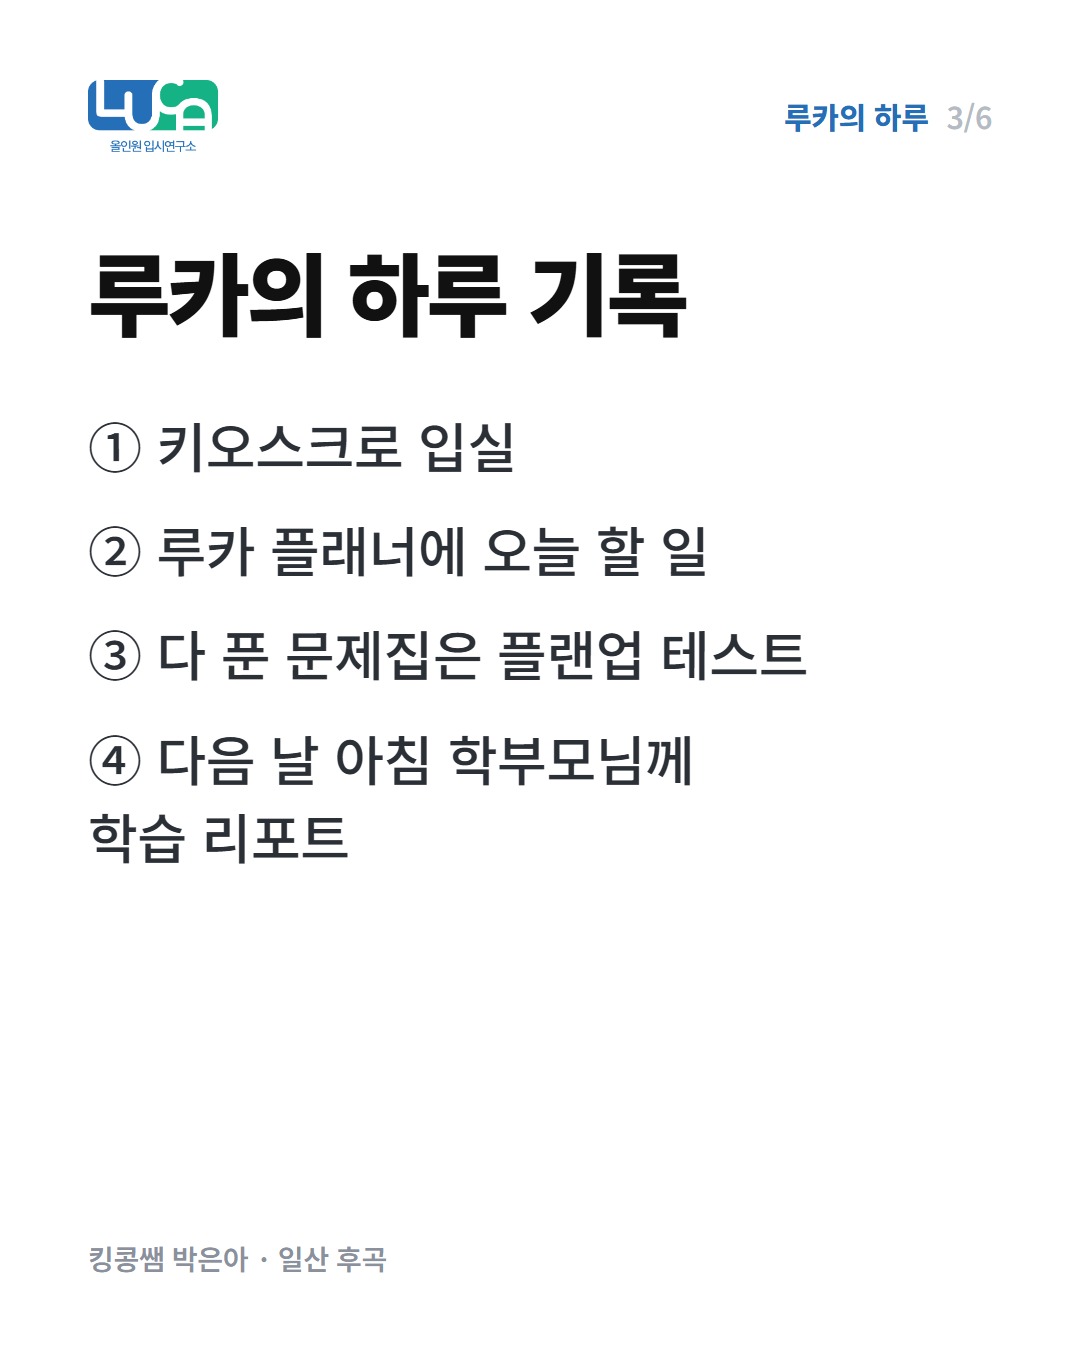 Luca
올인원 입시연구소
루카의 하루 3/6
루카의 하루 기록
① 키오스크로 입실
② 루카 플래너에 오늘 할 일
③ 다 푼 문제집은 플랜업 테스트
④ 다음 날 아침 학부모님께
학습 리포트
킹콩쌤 박은아 · 일산 후곡